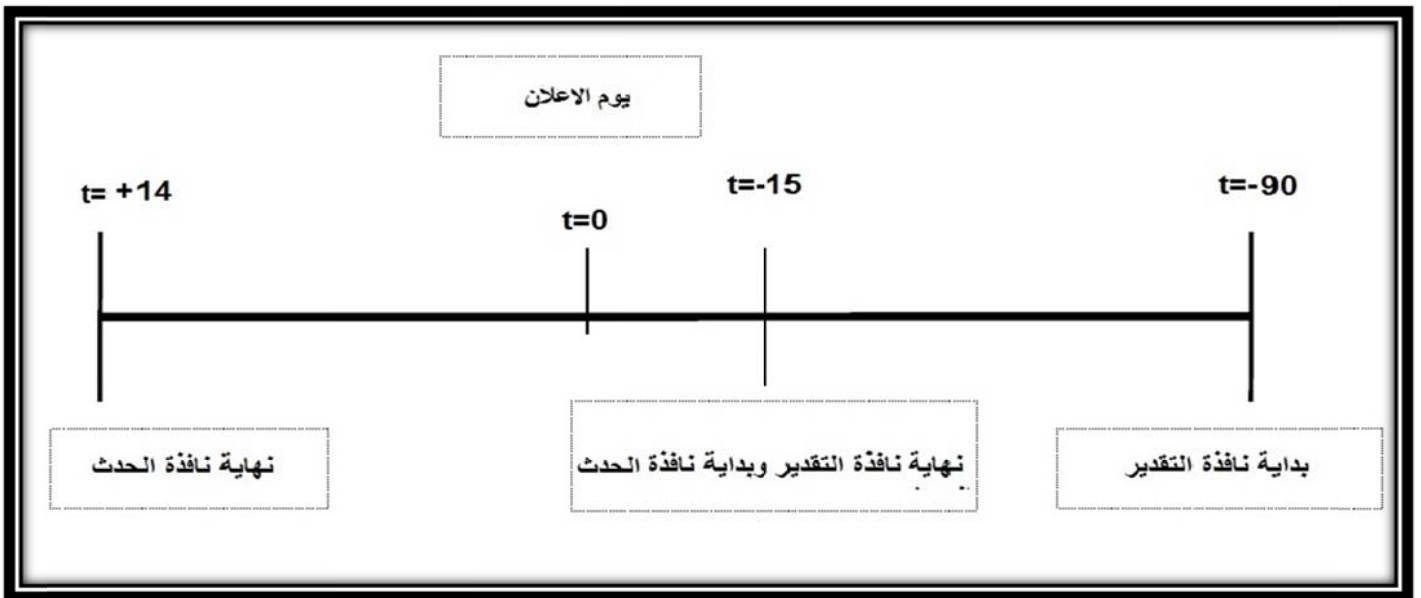 يوم الاعلان
t=-90
t=-15
t=0
t= +14
بداية نافذة التقدير
نهاية نافذة التقدير وبداية نافذة الحدث
نهاية نافذة الحدث